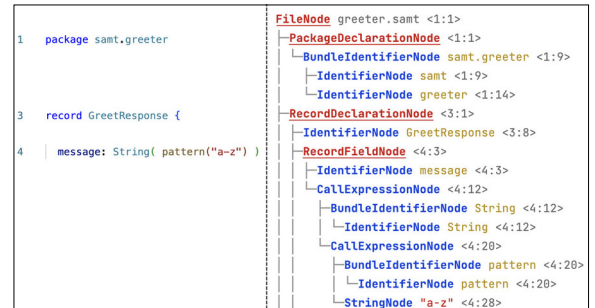 1 package samt.greeter
3 record GreetResponse {
4 message: String( pattern("a-z") )
FileNode greeter.samt <1:1>
PackageDeclarationNode <1:1>
BundleIdentifierNode samt.greeter <1:9>
IdentifierNode samt <1:9>
IdentifierNode greeter <1:14>
RecordDeclarationNode <3:1>
IdentifierNode GreetResponse <3:8>
RecordFieldNode <4:3>
IdentifierNode message <4:3>
CallExpressionNode <4:12>
BundleIdentifierNode String <4:12>
IdentifierNode String <4:12>
CallExpressionNode <4:20>
BundleIdentifierNode pattern <4:20>
IdentifierNode pattern <4:20>
StringNode "a-z" <4:28>